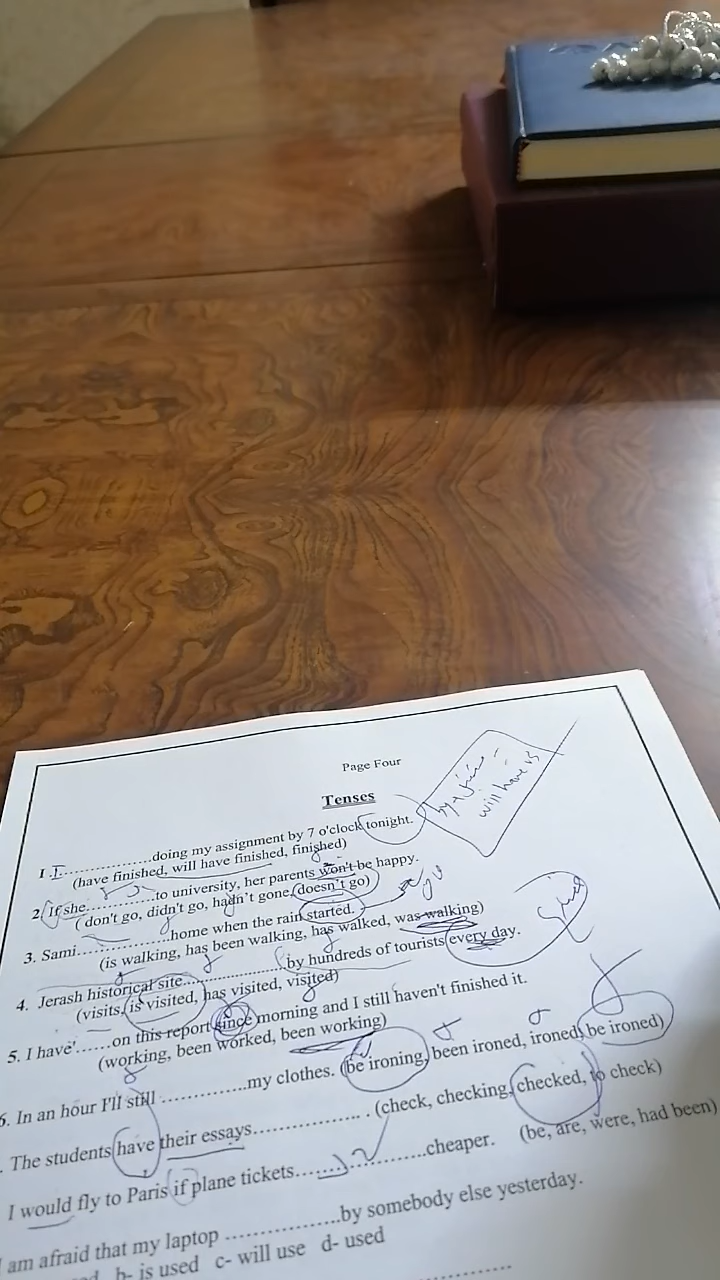 Page Four
Tenses
by + time -
will have v3
1. I..................doing my assignment by 7 o'clock tonight.
(have finished, will have finished, finished)
2. If she.............to university, her parents won't be happy.
( don't go, didn't go, hadn't gone, doesn't go)
3. Sami..................home when the rain started.
(is walking, has been walking, has walked, was walking)
4. Jerash historical site....................by hundreds of tourists every day.
(visits, is visited, has visited, visited)
5. I have'......on this report since morning and I still haven't finished it.
(working, been worked, been working)
6. In an hour I'll still ...............my clothes. (be ironing, been ironed, ironed, be ironed)
. The students have their essays.................... . (check, checking, checked, to check)
I would fly to Paris if plane tickets......................cheaper. (be, are, were, had been)
am afraid that my laptop ....................by somebody else yesterday.
b- is used c- will use d- used